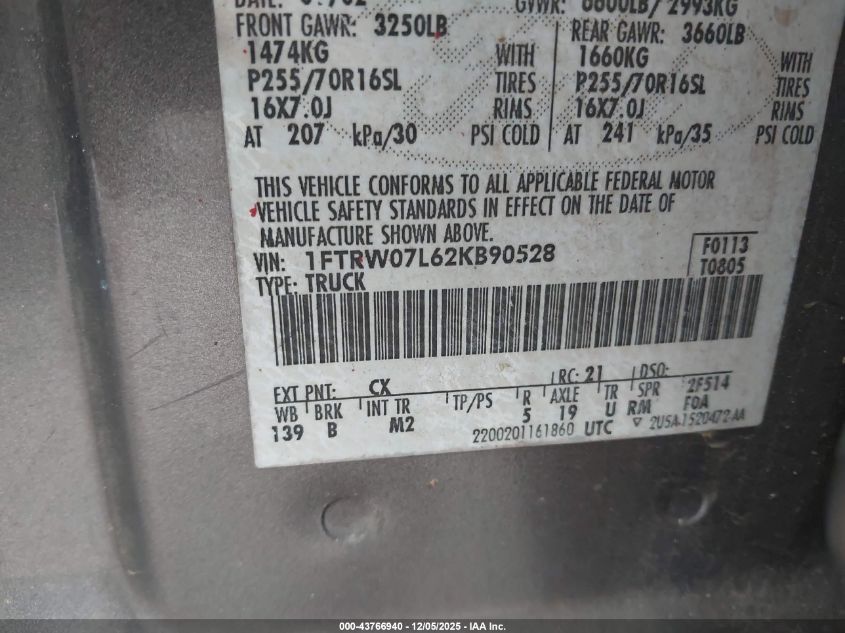 DATE:
GVWR: 6600LB/ 2993KG
FRONT GAWR: 3250LB REAR GAWR: 3660LB
1474KG WITH 1660KG WITH
P255/70R16SL TIRES P255/70R16SL TIRES
16X7.0J RIMS 16X7.0J RIMS
AT 207 kPa/30 PSI COLD AT 241 kPa/35 PSI COLD
THIS VEHICLE CONFORMS TO ALL APPLICABLE FEDERAL MOTOR
VEHICLE SAFETY STANDARDS IN EFFECT ON THE DATE OF
MANUFACTURE SHOWN ABOVE.
VIN: 1FTRW07L62KB90528 F0113
TYPE: TRUCK T0805
EXT PNT: CX RC: 21 DSO:
WB BRK INT TR TP/PS R AXLE TR SPR 2F514
139 B M2 5 19 U RM F0A
2200201161860 UTC ▽ 2U5A-1520472-AA
000-43766940 - 12/05/2025 - IAA Inc.